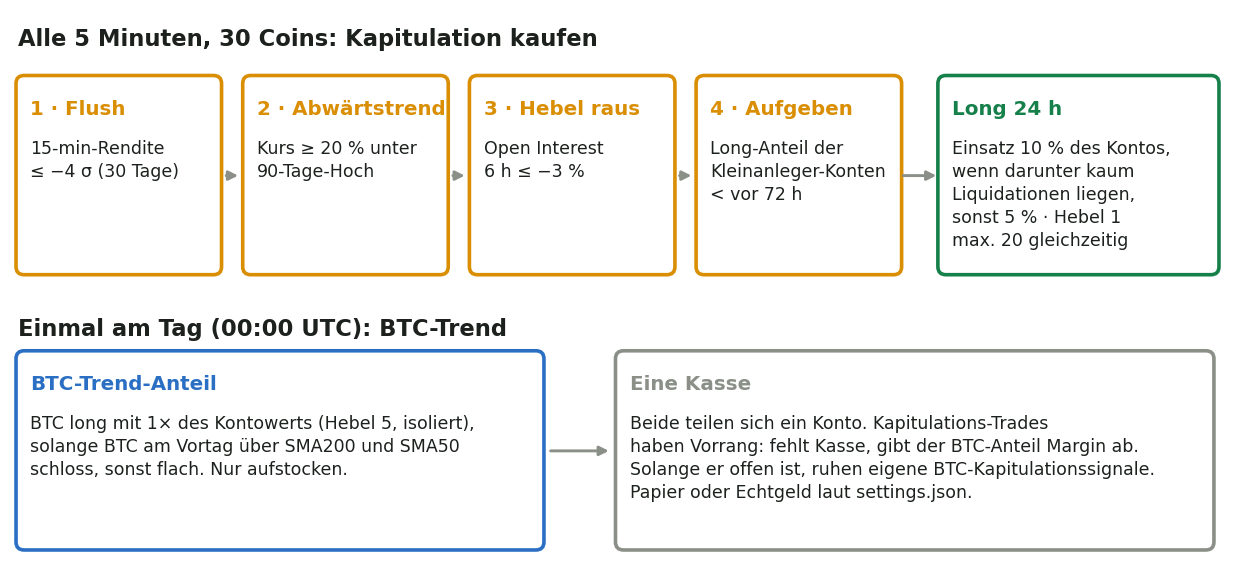 Alle 5 Minuten, 30 Coins: Kapitulation kaufen
1 · Flush
15-min-Rendite
≤ −4 σ (30 Tage)
2 · Abwärtstrend
Kurs ≥ 20 % unter
90-Tage-Hoch
3 · Hebel raus
Open Interest
6 h ≤ −3 %
4 · Aufgeben
Long-Anteil der
Kleinanleger-Konten
< vor 72 h
Long 24 h
Einsatz 10 % des Kontos,
wenn darunter kaum
Liquidationen liegen,
sonst 5 % · Hebel 1
max. 20 gleichzeitig
Einmal am Tag (00:00 UTC): BTC-Trend
BTC-Trend-Anteil
BTC long mit 1× des Kontowerts (Hebel 5, isoliert),
solange BTC am Vortag über SMA200 und SMA50
schloss, sonst flach. Nur aufstocken.
Eine Kasse
Beide teilen sich ein Konto. Kapitulations-Trades
haben Vorrang: fehlt Kasse, gibt der BTC-Anteil Margin ab.
Solange er offen ist, ruhen eigene BTC-Kapitulationssignale.
Papier oder Echtgeld laut settings.json.